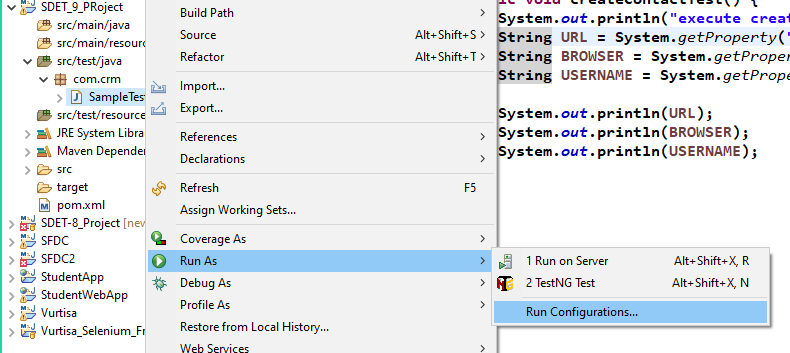 SDET_9_PRoject
src/main/java
src/main/resour
src/test/java
com.crm
SampleTes
src/test/resource
JRE System Libra
Maven Depender
src
target
pom.xml
SDET-8_Project [new
SFDC
SFDC2
StudentApp
StudentWebApp
Vurtisa
Vurtisa_Selenium_Fr
Build Path
Source Alt+Shift+S
Refactor Alt+Shift+T
Import...
Export...
References
Declarations
Refresh F5
Assign Working Sets...
Coverage As
Run As
Debug As
Profile As
Restore from Local History...
Web Services
1 Run on Server Alt+Shift+X, R
2 TestNG Test Alt+Shift+X, N
Run Configurations...
ic void createContactTest() {
System.out.println("execute creat
String URL = System.getProperty("
String BROWSER = System.getPrope
String USERNAME = System.getPrope
System.out.println(URL);
System.out.println(BROWSER);
System.out.println(USERNAME);